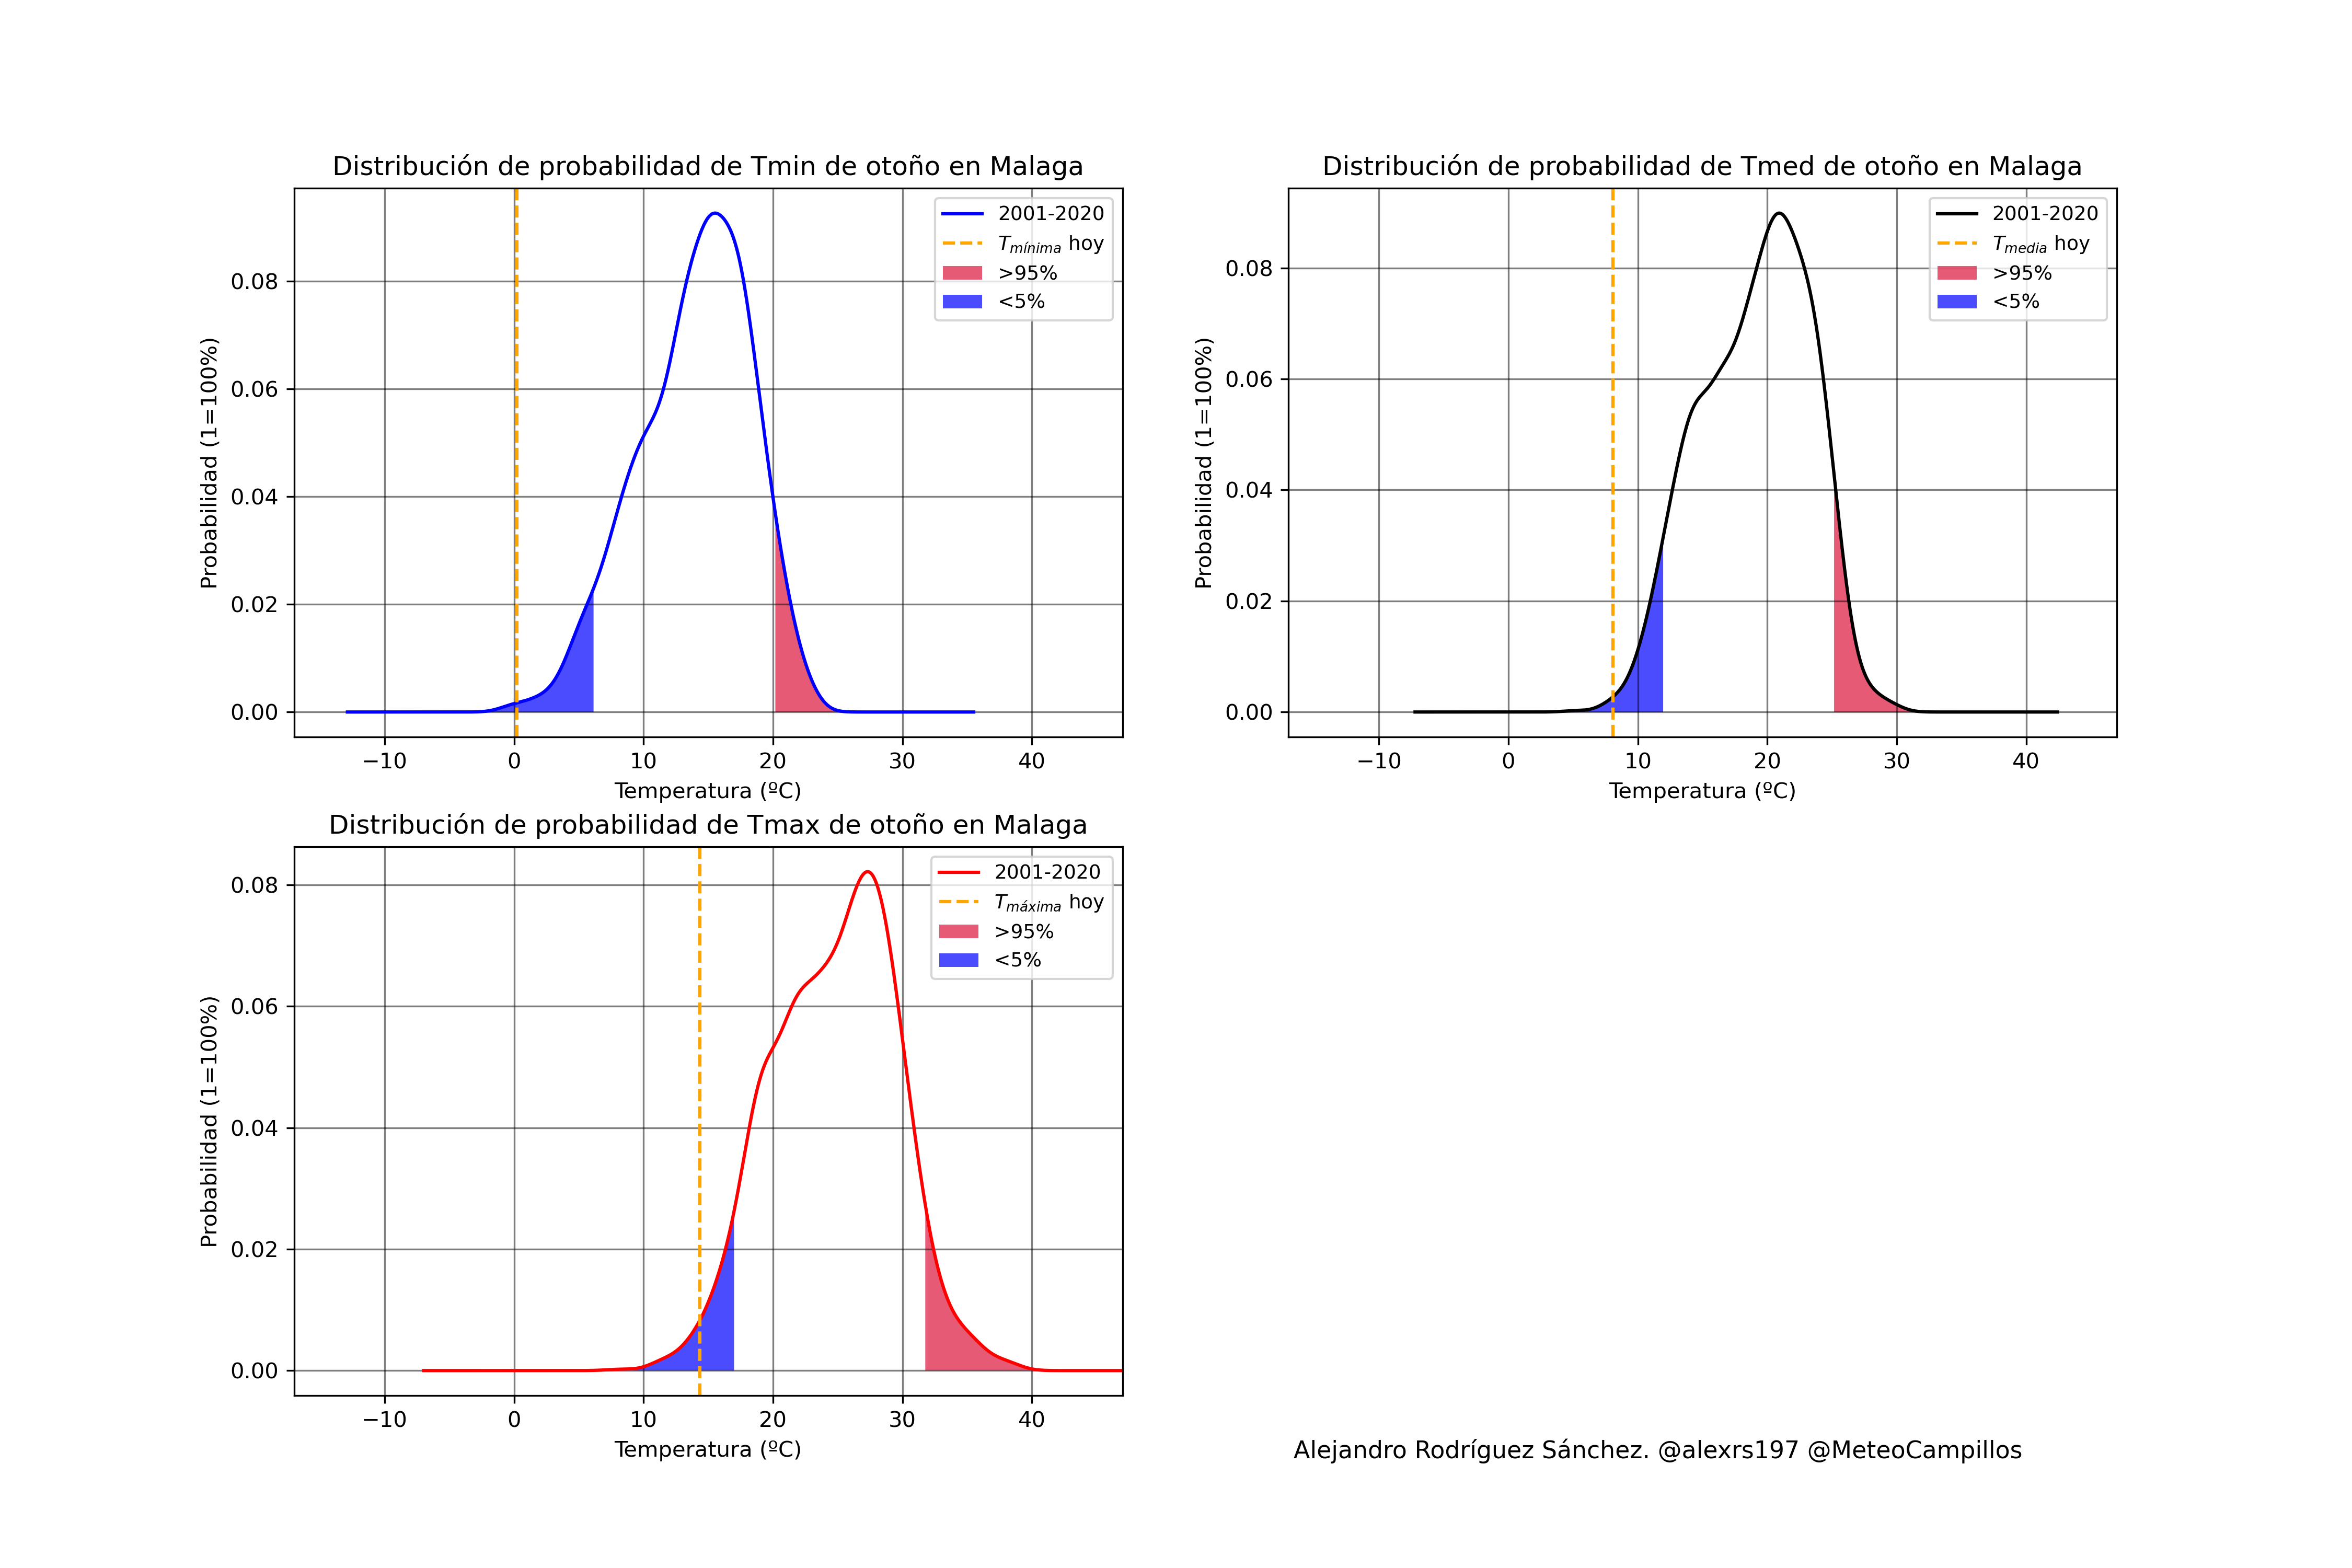 Distribución de probabilidad de Tmin de otoño en Malaga
2001-2020
Tmínima hoy
>95%
<5%
0.08
0.06
0.04
0.02
0.00
Probabilidad (1=100%)
−10 0 10 20 30 40
Temperatura (ºC)
Distribución de probabilidad de Tmed de otoño en Malaga
2001-2020
Tmedia hoy
>95%
<5%
0.08
0.06
0.04
0.02
0.00
Probabilidad (1=100%)
−10 0 10 20 30 40
Temperatura (ºC)
Distribución de probabilidad de Tmax de otoño en Malaga
2001-2020
Tmáxima hoy
>95%
<5%
0.08
0.06
0.04
0.02
0.00
Probabilidad (1=100%)
−10 0 10 20 30 40
Temperatura (ºC)
Alejandro Rodríguez Sánchez. @alexrs197 @MeteoCampillos